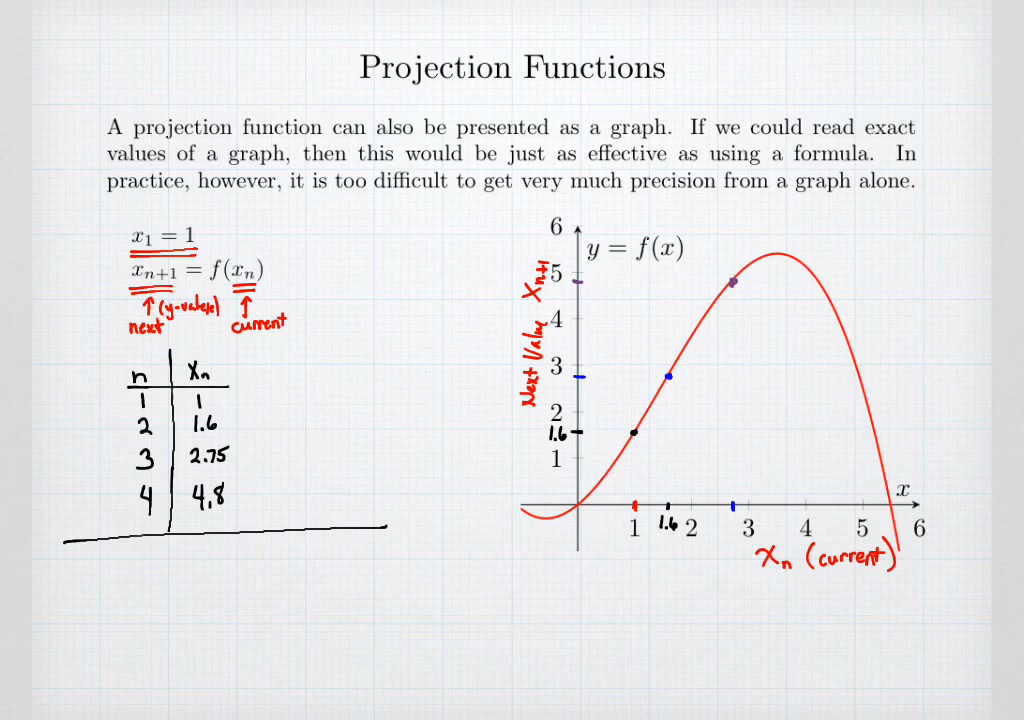 Projection Functions
A projection function can also be presented as a graph. If we could read exact
values of a graph, then this would be just as effective as using a formula. In
practice, however, it is too difficult to get very much precision from a graph alone.
x₁ = 1
xₙ₊₁ = f(xₙ)
↑ (y-value) ↑
next current
n Xₙ
1 1
2 1.6
3 2.75
4 4.8
y = f(x)
Next Value Xₙ₊₁
6
5
4
3
2
1.6
1
x
1 1.6 2 3 4 5 6
Xₙ (current)